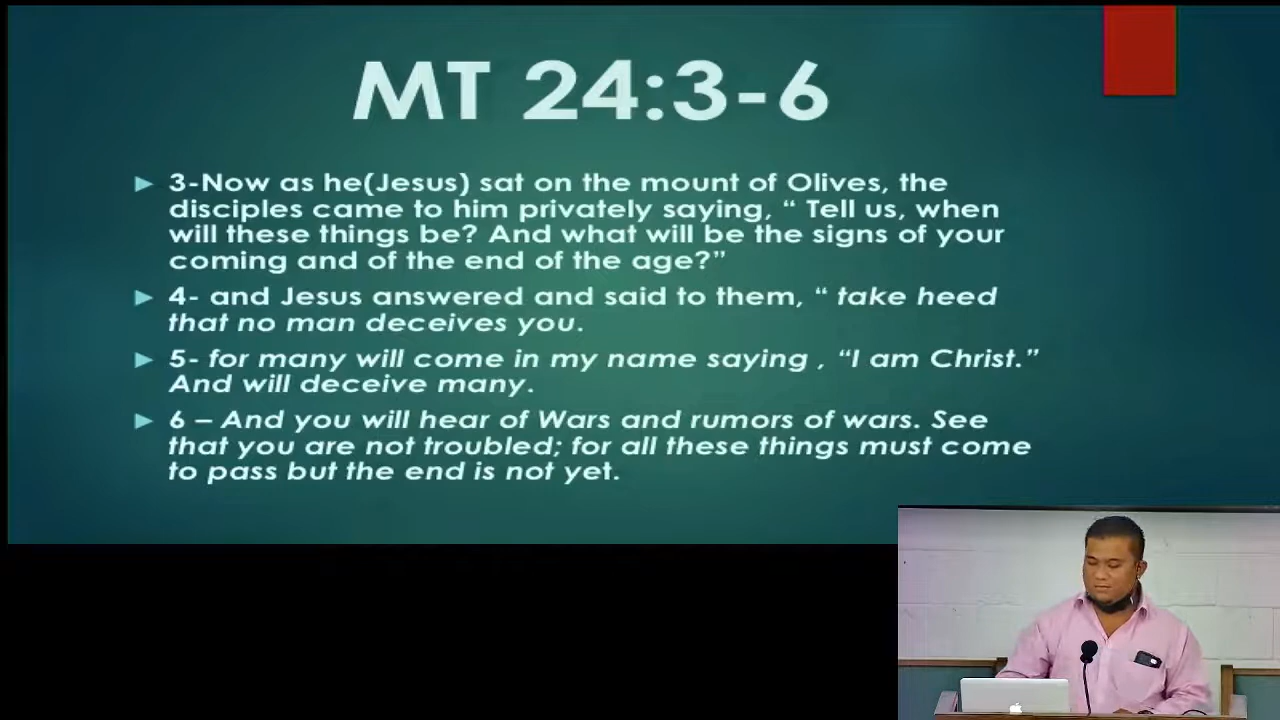 MT 24:3-6
3-Now as he(Jesus) sat on the mount of Olives, the
disciples came to him privately saying, “ Tell us, when
will these things be? And what will be the signs of your
coming and of the end of the age?”
4- and Jesus answered and said to them, “ take heed
that no man deceives you.
5- for many will come in my name saying , “I am Christ.”
And will deceive many.
6 – And you will hear of Wars and rumors of wars. See
that you are not troubled; for all these things must come
to pass but the end is not yet.